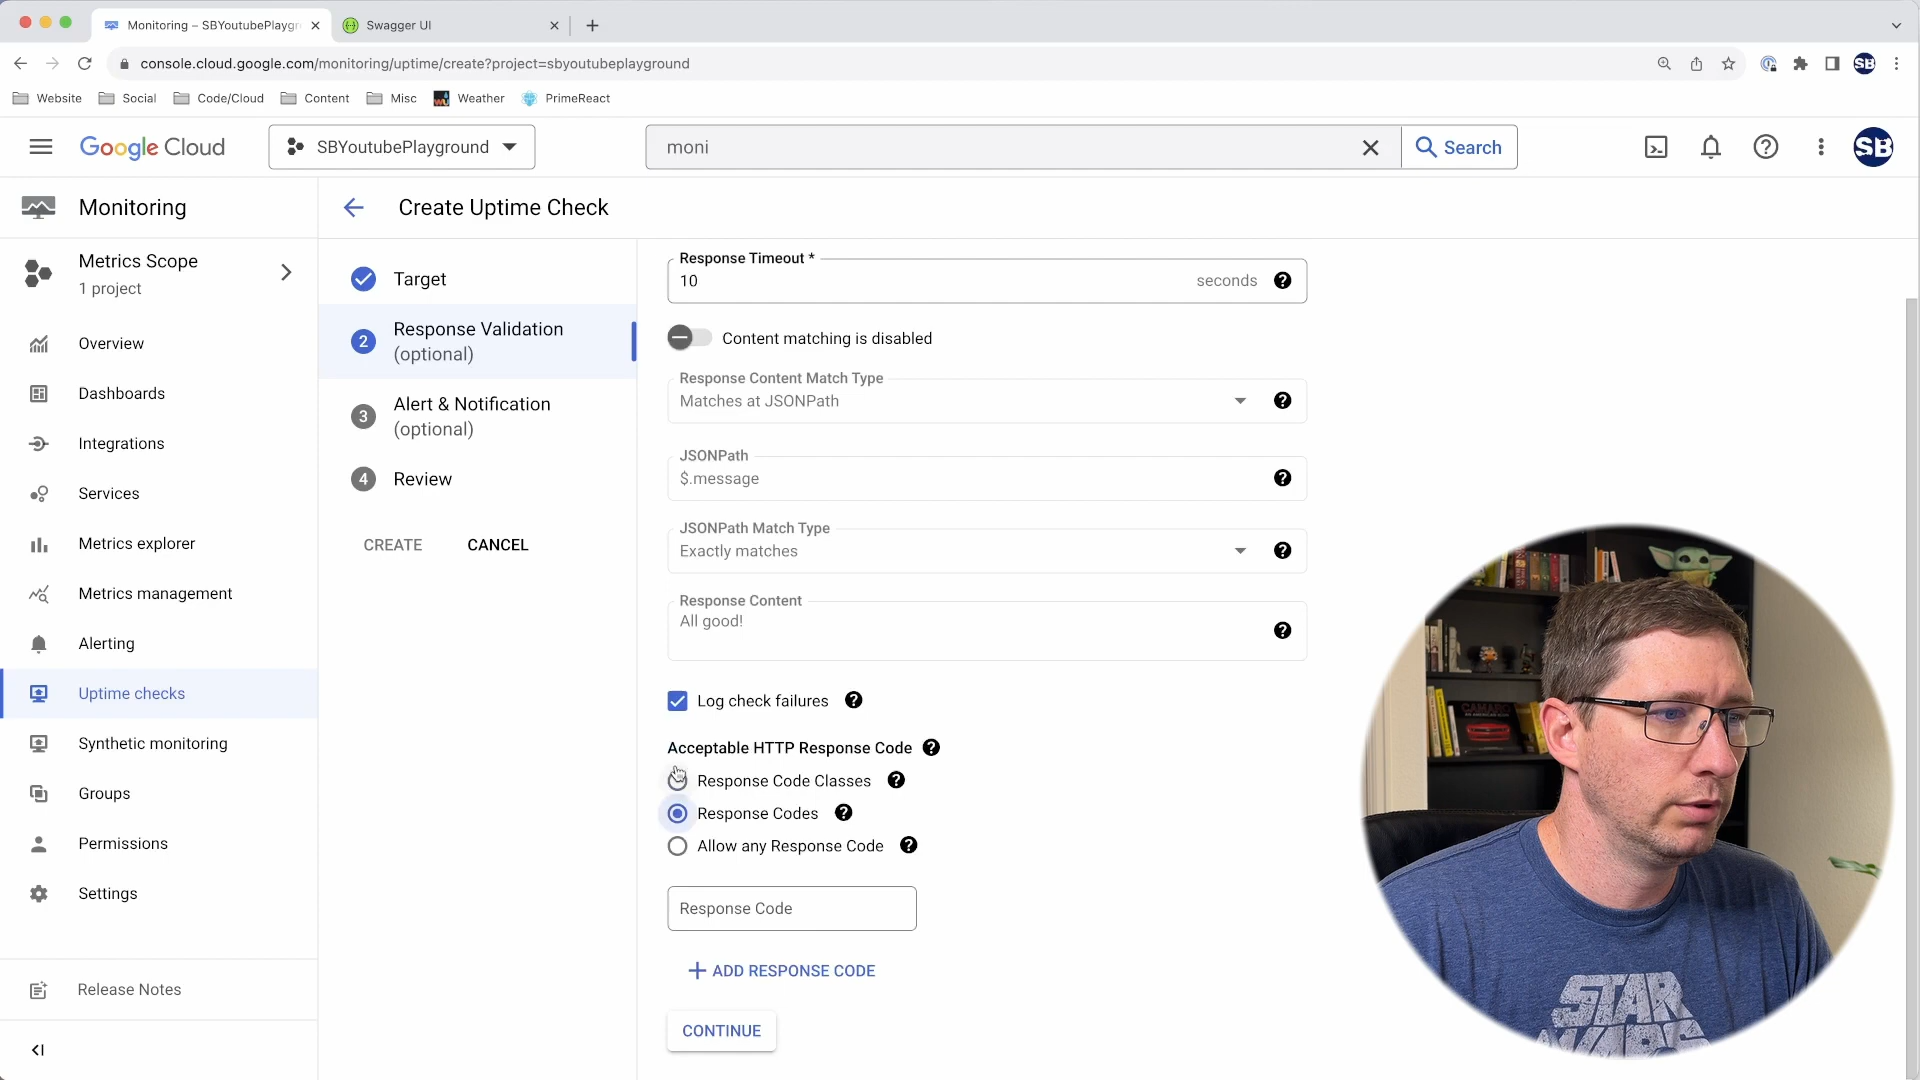 Monitoring – SBYoutubePlaygr
Swagger UI
console.cloud.google.com/monitoring/uptime/create?project=sbyoutubeplayground
SB
Website
Social
Code/Cloud
Content
Misc
Weather
PrimeReact
Google Cloud
SBYoutubePlayground
moni
Search
SB
Monitoring
Create Uptime Check
Metrics Scope
1 project
Overview
Dashboards
Integrations
Services
Metrics explorer
Metrics management
Alerting
Uptime checks
Synthetic monitoring
Groups
Permissions
Settings
Release Notes
Target
2
Response Validation
(optional)
3
Alert & Notification
(optional)
4
Review
CREATE
CANCEL
Response Timeout *
10
seconds
Content matching is disabled
Response Content Match Type
Matches at JSONPath
JSONPath
$.message
JSONPath Match Type
Exactly matches
Response Content
All good!
Log check failures
Acceptable HTTP Response Code
Response Code Classes
Response Codes
Allow any Response Code
Response Code
+ ADD RESPONSE CODE
CONTINUE
CAMARO
STAR
WARS